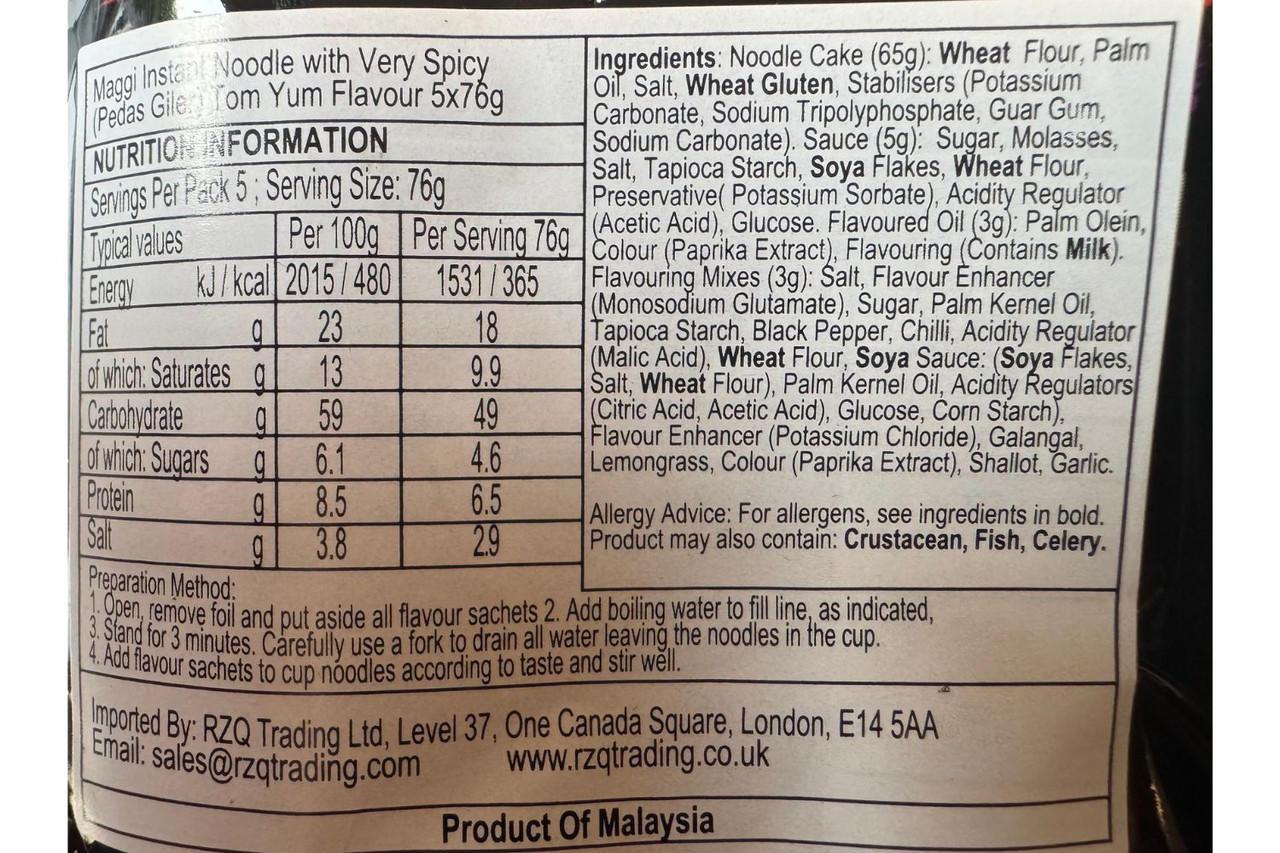 Maggi Instant Noodle with Very Spicy
(Pedas Giler) Tom Yum Flavour 5x76g
NUTRITION INFORMATION
Servings Per Pack 5 ; Serving Size: 76g
Typical values Per 100g Per Serving 76g
Energy kJ / kcal 2015 / 480 1531 / 365
Fat g 23 18
of which: Saturates g 13 9.9
Carbohydrate g 59 49
of which: Sugars g 6.1 4.6
Protein g 8.5 6.5
Salt g 3.8 2.9
Ingredients: Noodle Cake (65g): Wheat Flour, Palm
Oil, Salt, Wheat Gluten, Stabilisers (Potassium
Carbonate, Sodium Tripolyphosphate, Guar Gum,
Sodium Carbonate). Sauce (5g): Sugar, Molasses,
Salt, Tapioca Starch, Soya Flakes, Wheat Flour,
Preservative( Potassium Sorbate), Acidity Regulator
(Acetic Acid), Glucose. Flavoured Oil (3g): Palm Olein,
Colour (Paprika Extract), Flavouring (Contains Milk).
Flavouring Mixes (3g): Salt, Flavour Enhancer
(Monosodium Glutamate), Sugar, Palm Kernel Oil,
Tapioca Starch, Black Pepper, Chilli, Acidity Regulator
(Malic Acid), Wheat Flour, Soya Sauce: (Soya Flakes,
Salt, Wheat Flour), Palm Kernel Oil, Acidity Regulators
(Citric Acid, Acetic Acid), Glucose, Corn Starch),
Flavour Enhancer (Potassium Chloride), Galangal,
Lemongrass, Colour (Paprika Extract), Shallot, Garlic.
Allergy Advice: For allergens, see ingredients in bold.
Product may also contain: Crustacean, Fish, Celery.
Preparation Method:
1. Open, remove foil and put aside all flavour sachets 2. Add boiling water to fill line, as indicated,
3. Stand for 3 minutes. Carefully use a fork to drain all water leaving the noodles in the cup.
4. Add flavour sachets to cup noodles according to taste and stir well.
Imported By: RZQ Trading Ltd, Level 37, One Canada Square, London, E14 5AA
Email: sales@rzqtrading.com www.rzqtrading.co.uk
Product Of Malaysia